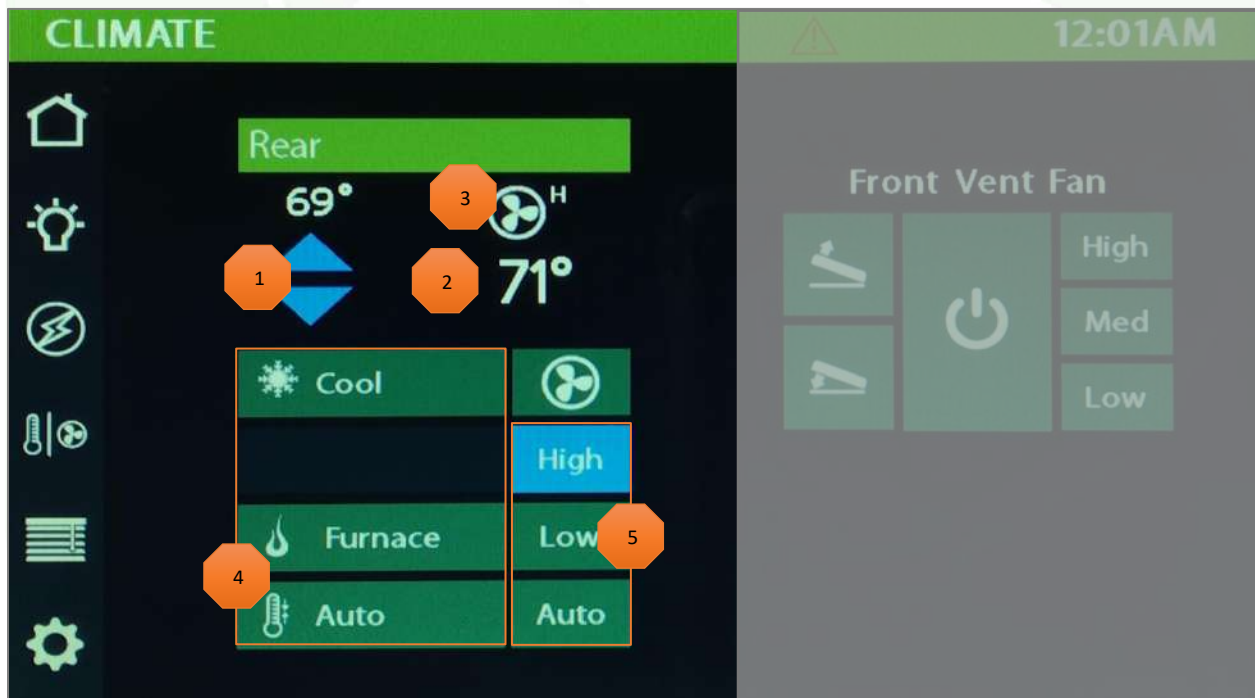 CLIMATE
12:01AM
Rear
69°
3
H
1
2
71°
Cool
High
Furnace
Low
5
4
Auto
Auto
Front Vent Fan
High
Med
Low